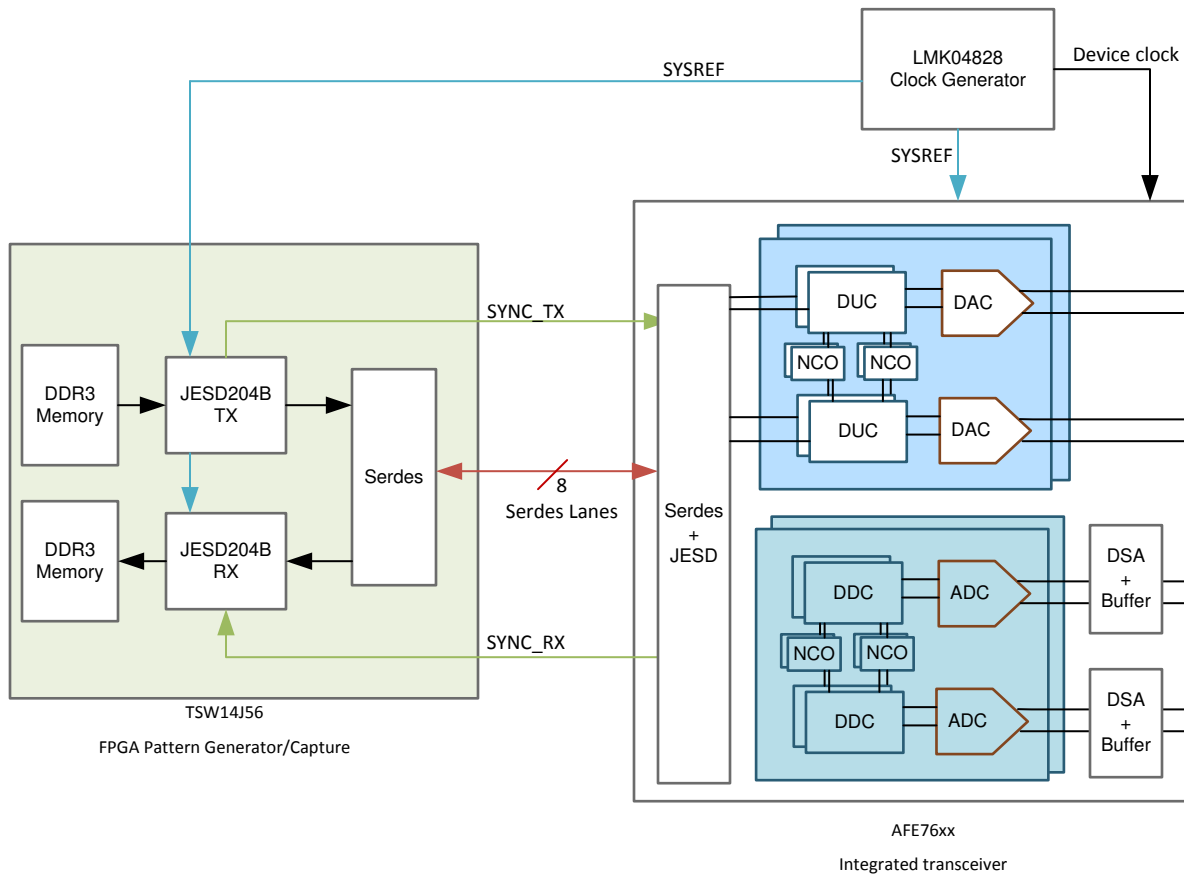 LMK04828
Clock Generator
Device clock
SYSREF
SYSREF
DUC
DAC
NCO
NCO
DUC
DAC
SYNC_TX
DDR3
Memory
JESD204B
TX
Serdes
8
Serdes Lanes
Serdes
+
JESD
DDR3
Memory
JESD204B
RX
SYNC_RX
DDC
ADC
DSA
+
Buffer
NCO
NCO
DDC
ADC
DSA
+
Buffer
TSW14J56
FPGA Pattern Generator/Capture
AFE76xx
Integrated transceiver